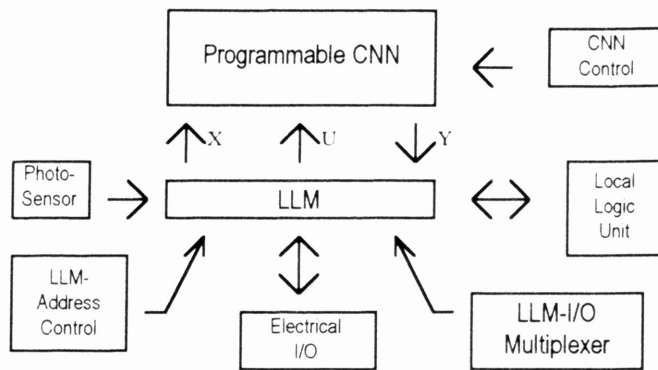 Programmable CNN
CNN
Control
X
U
Y
Photo-
Sensor
LLM
Local
Logic
Unit
LLM-
Address
Control
Electrical
I/O
LLM-I/O
Multiplexer